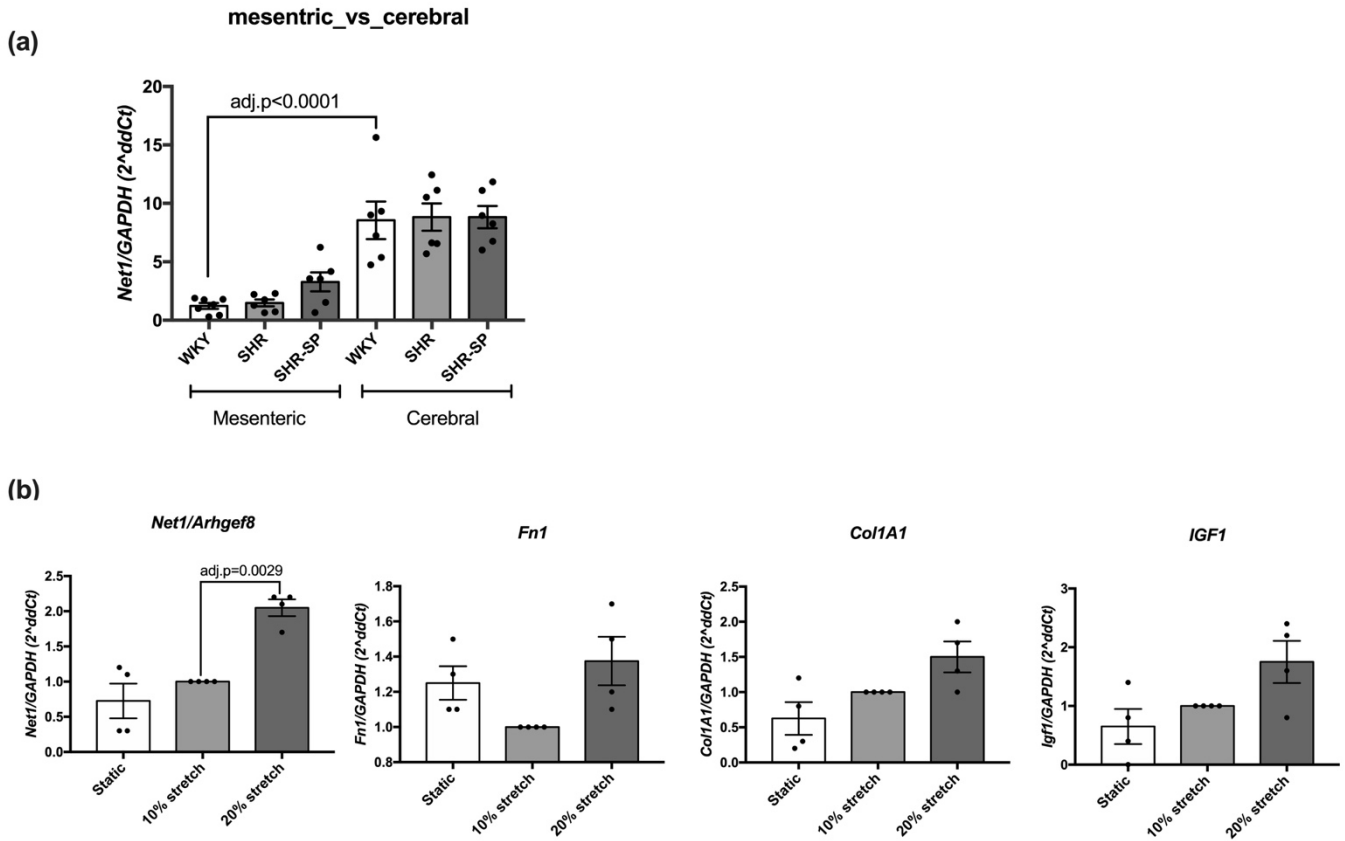 mesentric_vs_cerebral
(a)
Net1/GAPDH (2^ddCt)
20
15
10
5
0
adj.p<0.0001
WKY
SHR
SHR-SP
WKY
SHR
SHR-SP
Mesenteric
Cerebral
(b)
Net1/Arhgef8
Net1/GAPDH (2^ddCt)
2.5
2.0
1.5
1.0
0.5
0.0
adj.p=0.0029
Static
10% stretch
20% stretch
Fn1
Fn1/GAPDH (2^ddCt)
1.8
1.6
1.4
1.2
1.0
0.8
Static
10% stretch
20% stretch
Col1A1
Col1A1/GAPDH (2^ddCt)
2.5
2.0
1.5
1.0
0.5
0.0
Static
10% stretch
20% stretch
IGF1
Igf1/GAPDH (2^ddCt)
3
2
1
0
Static
10% stretch
20% stretch